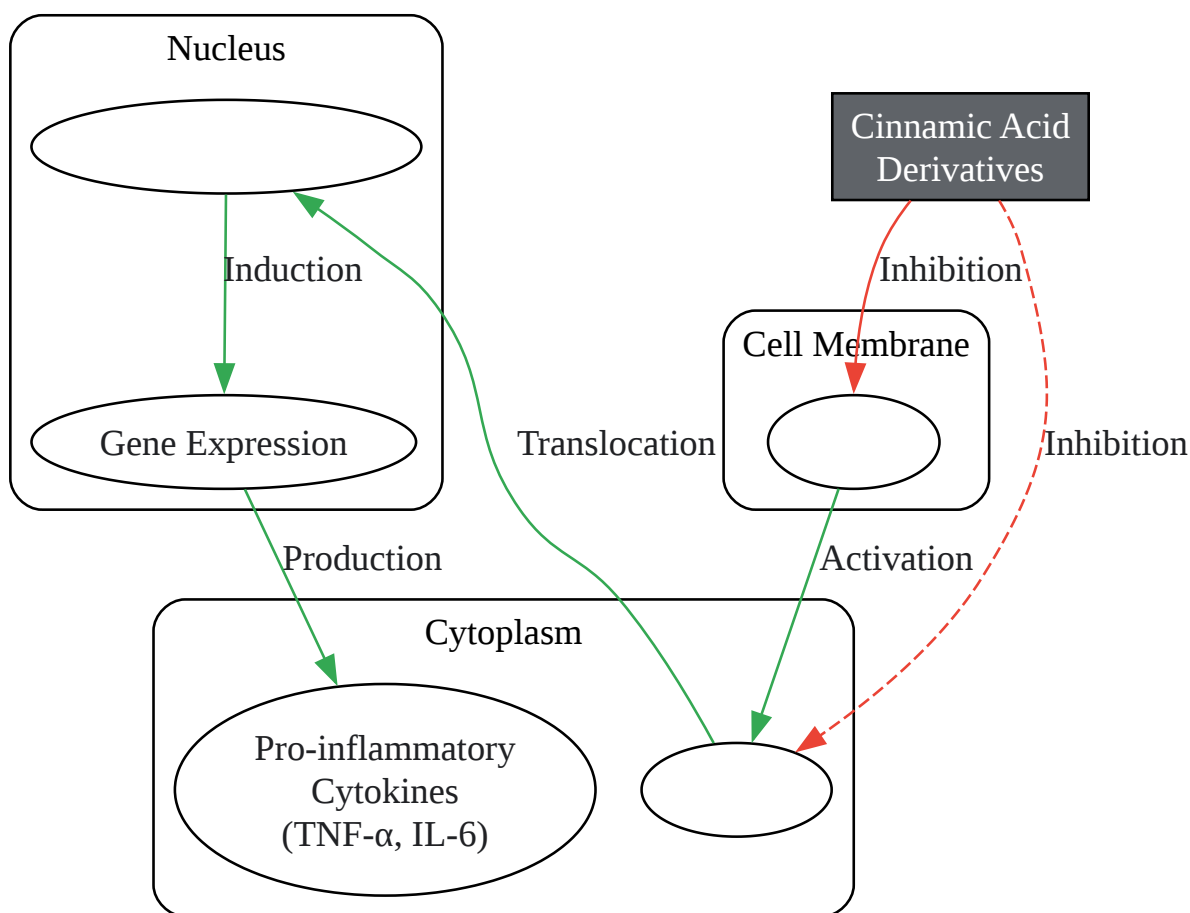 Nucleus
Cinnamic Acid
Derivatives
Induction
Inhibition
Cell Membrane
Gene Expression
Translocation
Inhibition
Production
Activation
Cytoplasm
Pro-inflammatory
Cytokines
(TNF-α, IL-6)